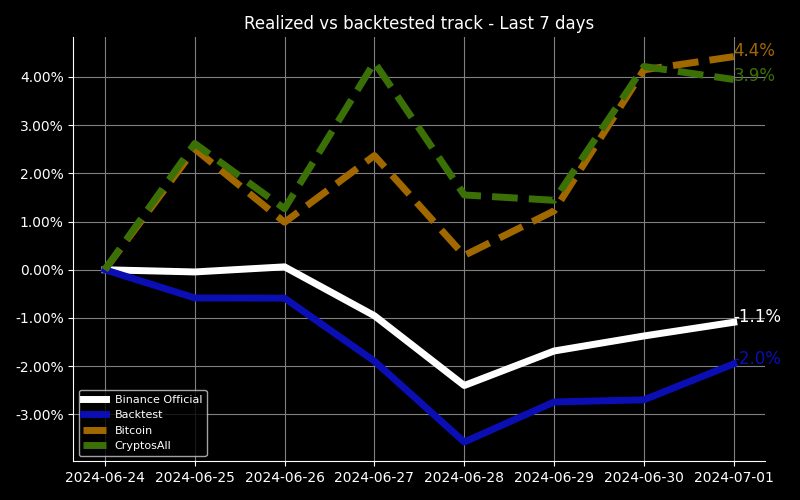 Realized vs backtested track - Last 7 days
4.4%
3.9%
4.00%
3.00%
2.00%
1.00%
0.00%
-1.00%
-2.00%
-3.00%
-1.1%
-2.0%
Binance Official
Backtest
Bitcoin
CryptosAll
2024-06-24 2024-06-25 2024-06-26 2024-06-27 2024-06-28 2024-06-29 2024-06-30 2024-07-01